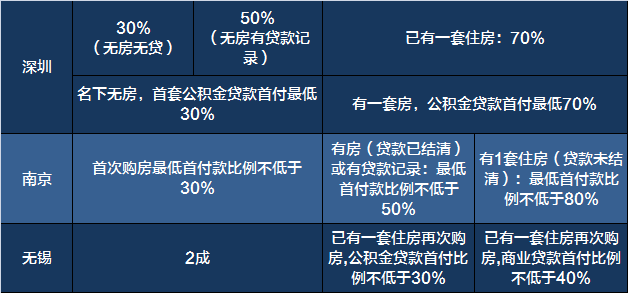 深圳
30%
（无房无贷）
50%
（无房有贷款记
录）
已有一套住房：70%
名下无房，首套公积金贷款首付最低
30%
有一套房，公积金贷款首付最低70%
南京
首次购房最低首付款比例不低于
30%
有房（贷款已结清）
或有贷款记录：最低
首付款比例不低于
50%
有1套住房（贷款未结
清）：最低首付款比
例不低于80%
无锡
2成
已有一套住房再次购
房,公积金贷款首付比
例不低于30%
已有一套住房再次购
房,商业贷款首付比例
不低于40%